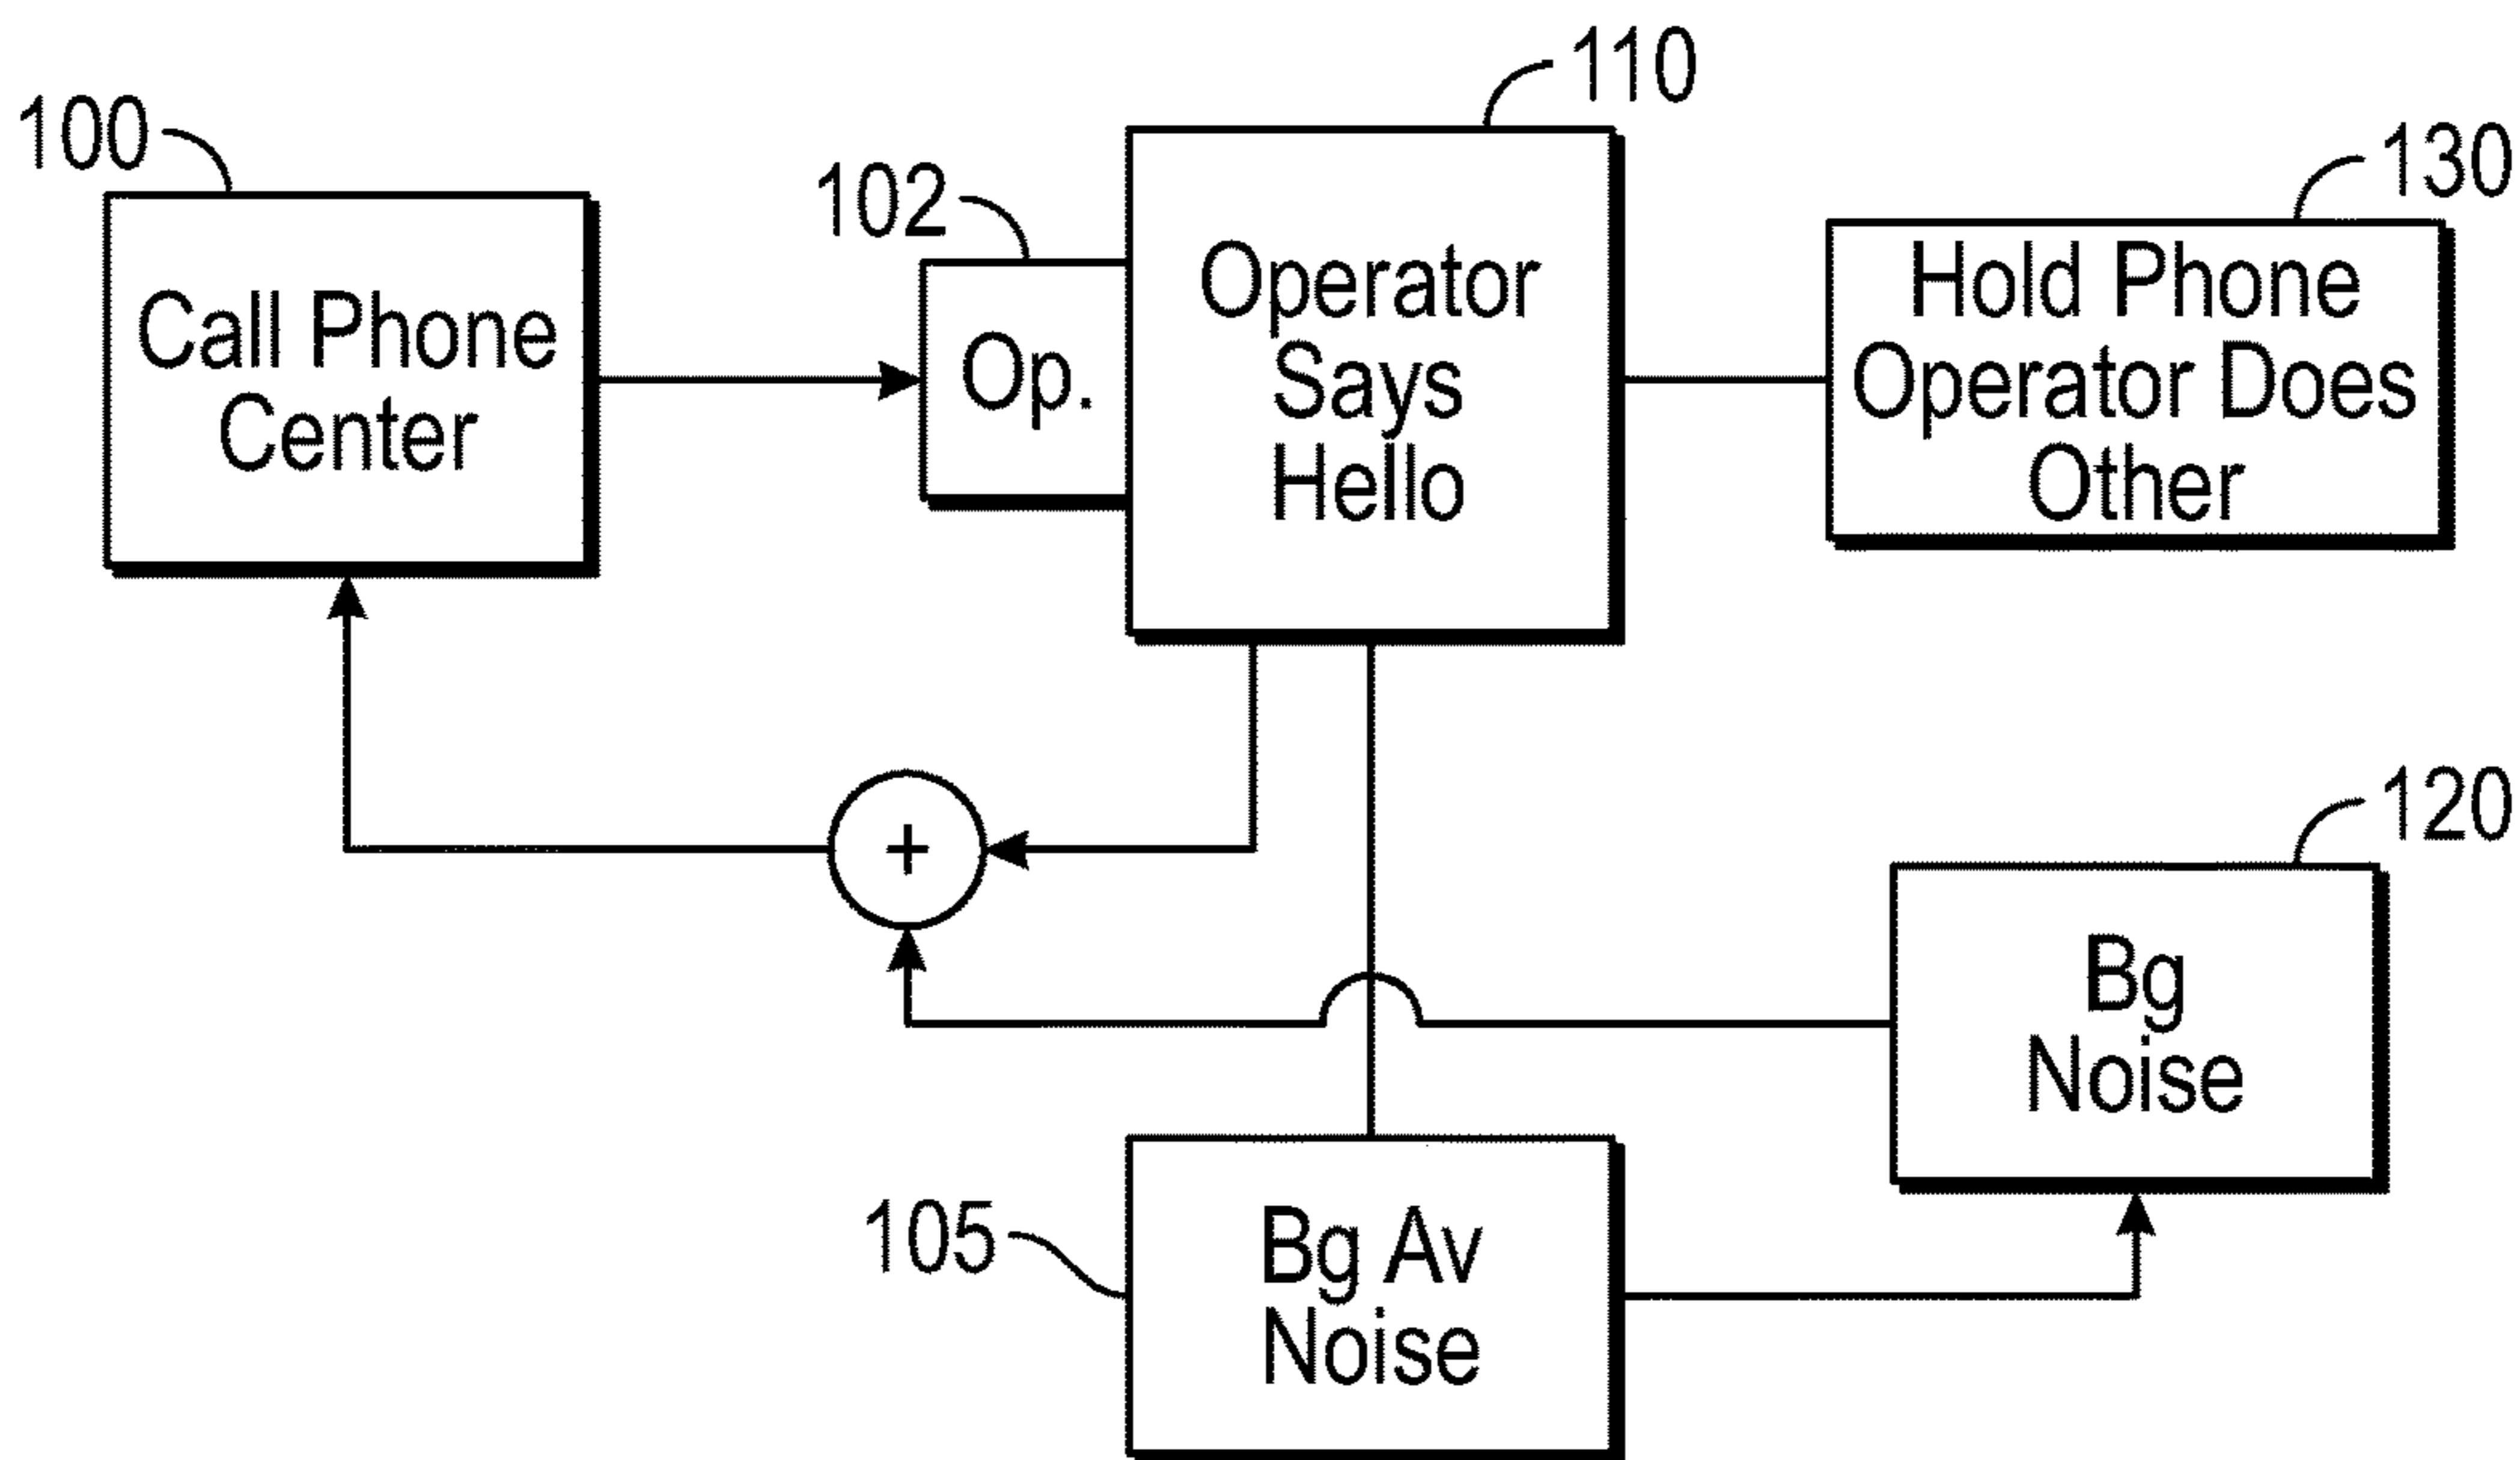 110
100
130
102
Call Phone
Center
Op.
Operator
Says
Hello
Hold Phone
Operator Does
Other
+
120
Bg
Noise
105
Bg Av
Noise